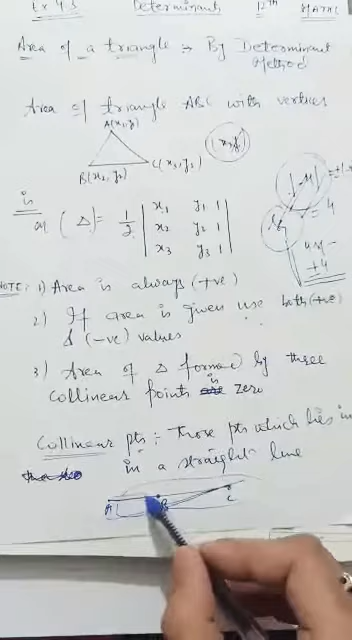 Ex 4.3 Determinants 12th MATHS
Area of a triangle → By Determinant
Method
Area of triangle ABC with vertices
A(x1,y1)
B(x2, y2) C(x3, y3)
is
ar (Δ) = 1/2 | x1 y1 1 |
| x2 y2 1 |
| x3 y3 1 |
= 4
+4
NOTE: 1) Area is always (+ve)
2) If area is given use both (+ve)
& (-ve) values
3) Area of Δ formed by three
collinear points is zero
Collinear pts :- Those pts which lies in
in a straight line
A B C